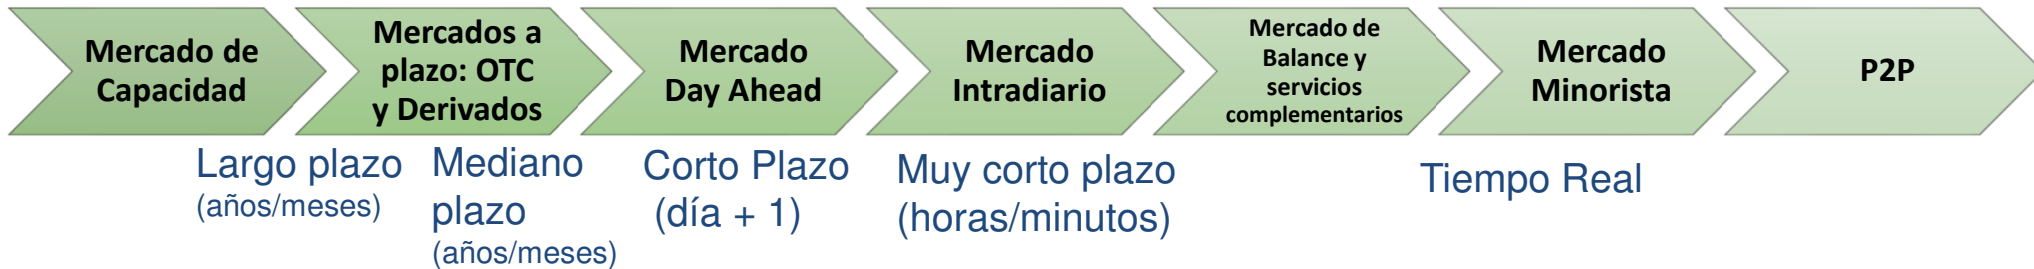 Mercado de
Capacidad
Mercados a
plazo: OTC
y Derivados
Mercado
Day Ahead
Mercado
Intradiario
Mercado de
Balance y
servicios
complementarios
Mercado
Minorista
P2P
Largo plazo
(años/meses)
Mediano
plazo
(años/meses)
Corto Plazo
(día + 1)
Muy corto plazo
(horas/minutos)
Tiempo Real